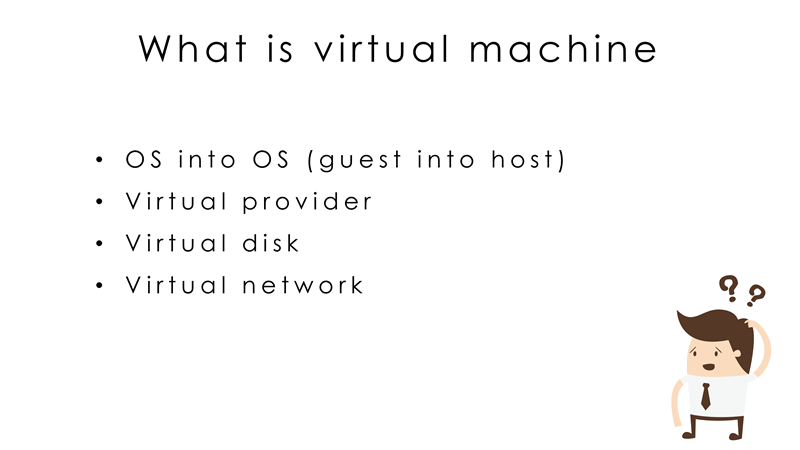 What is virtual machine
• OS into OS (guest into host)
• Virtual provider
• Virtual disk
• Virtual network
??